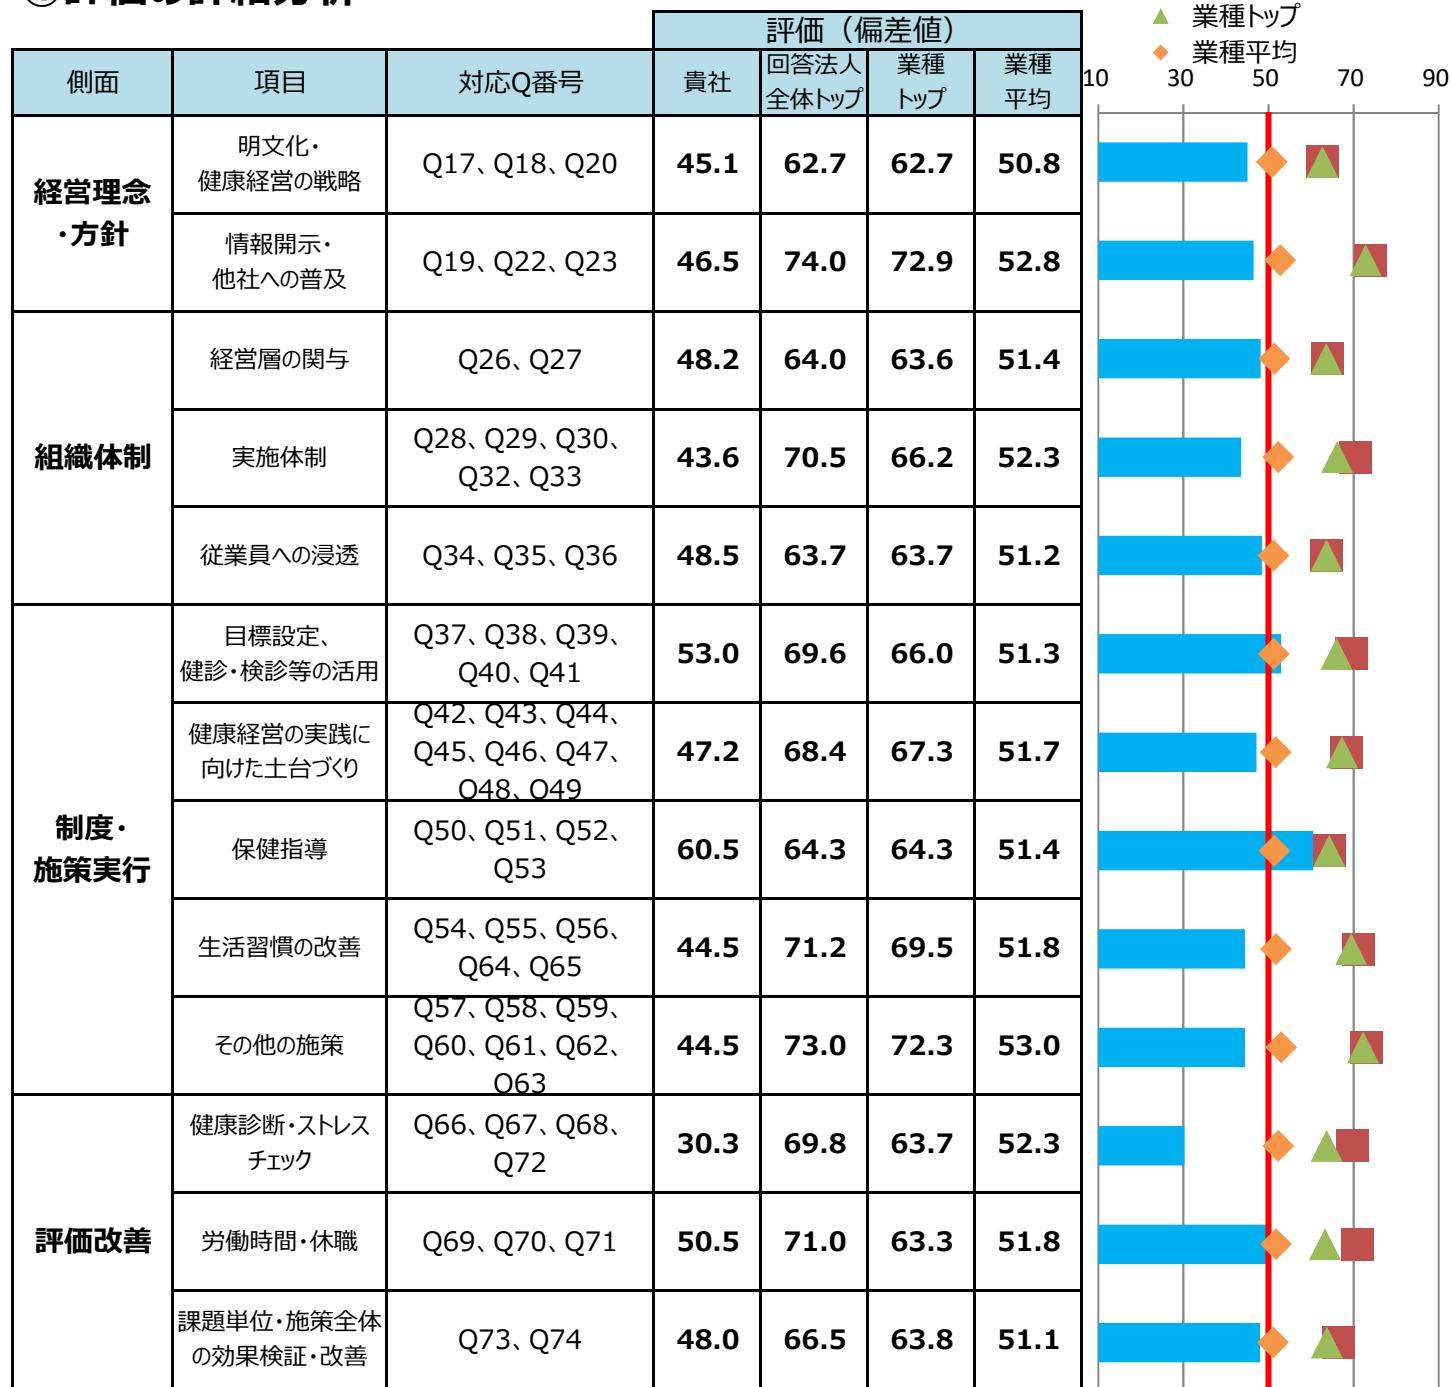 評価(偏差値)
▲ 業種トップ
◆ 業種平均
側面 項目 対応Q番号 貴社 回答法人全体トップ 業種トップ 業種平均
10 30 50 70 90
経営理念・方針
明文化・健康経営の戦略 Q17、Q18、Q20 45.1 62.7 62.7 50.8
情報開示・他社への普及 Q19、Q22、Q23 46.5 74.0 72.9 52.8
組織体制
経営層の関与 Q26、Q27 48.2 64.0 63.6 51.4
実施体制 Q28、Q29、Q30、Q32、Q33 43.6 70.5 66.2 52.3
従業員への浸透 Q34、Q35、Q36 48.5 63.7 63.7 51.2
制度・施策実行
目標設定、健診・検診等の活用 Q37、Q38、Q39、Q40、Q41 53.0 69.6 66.0 51.3
健康経営の実践に向けた土台づくり Q42、Q43、Q44、Q45、Q46、Q47、Q48、Q49 47.2 68.4 67.3 51.7
保健指導 Q50、Q51、Q52、Q53 60.5 64.3 64.3 51.4
生活習慣の改善 Q54、Q55、Q56、Q64、Q65 44.5 71.2 69.5 51.8
その他の施策 Q57、Q58、Q59、Q60、Q61、Q62、Q63 44.5 73.0 72.3 53.0
評価改善
健康診断・ストレスチェック Q66、Q67、Q68、Q72 30.3 69.8 63.7 52.3
労働時間・休職 Q69、Q70、Q71 50.5 71.0 63.3 51.8
課題単位・施策全体の効果検証・改善 Q73、Q74 48.0 66.5 63.8 51.1